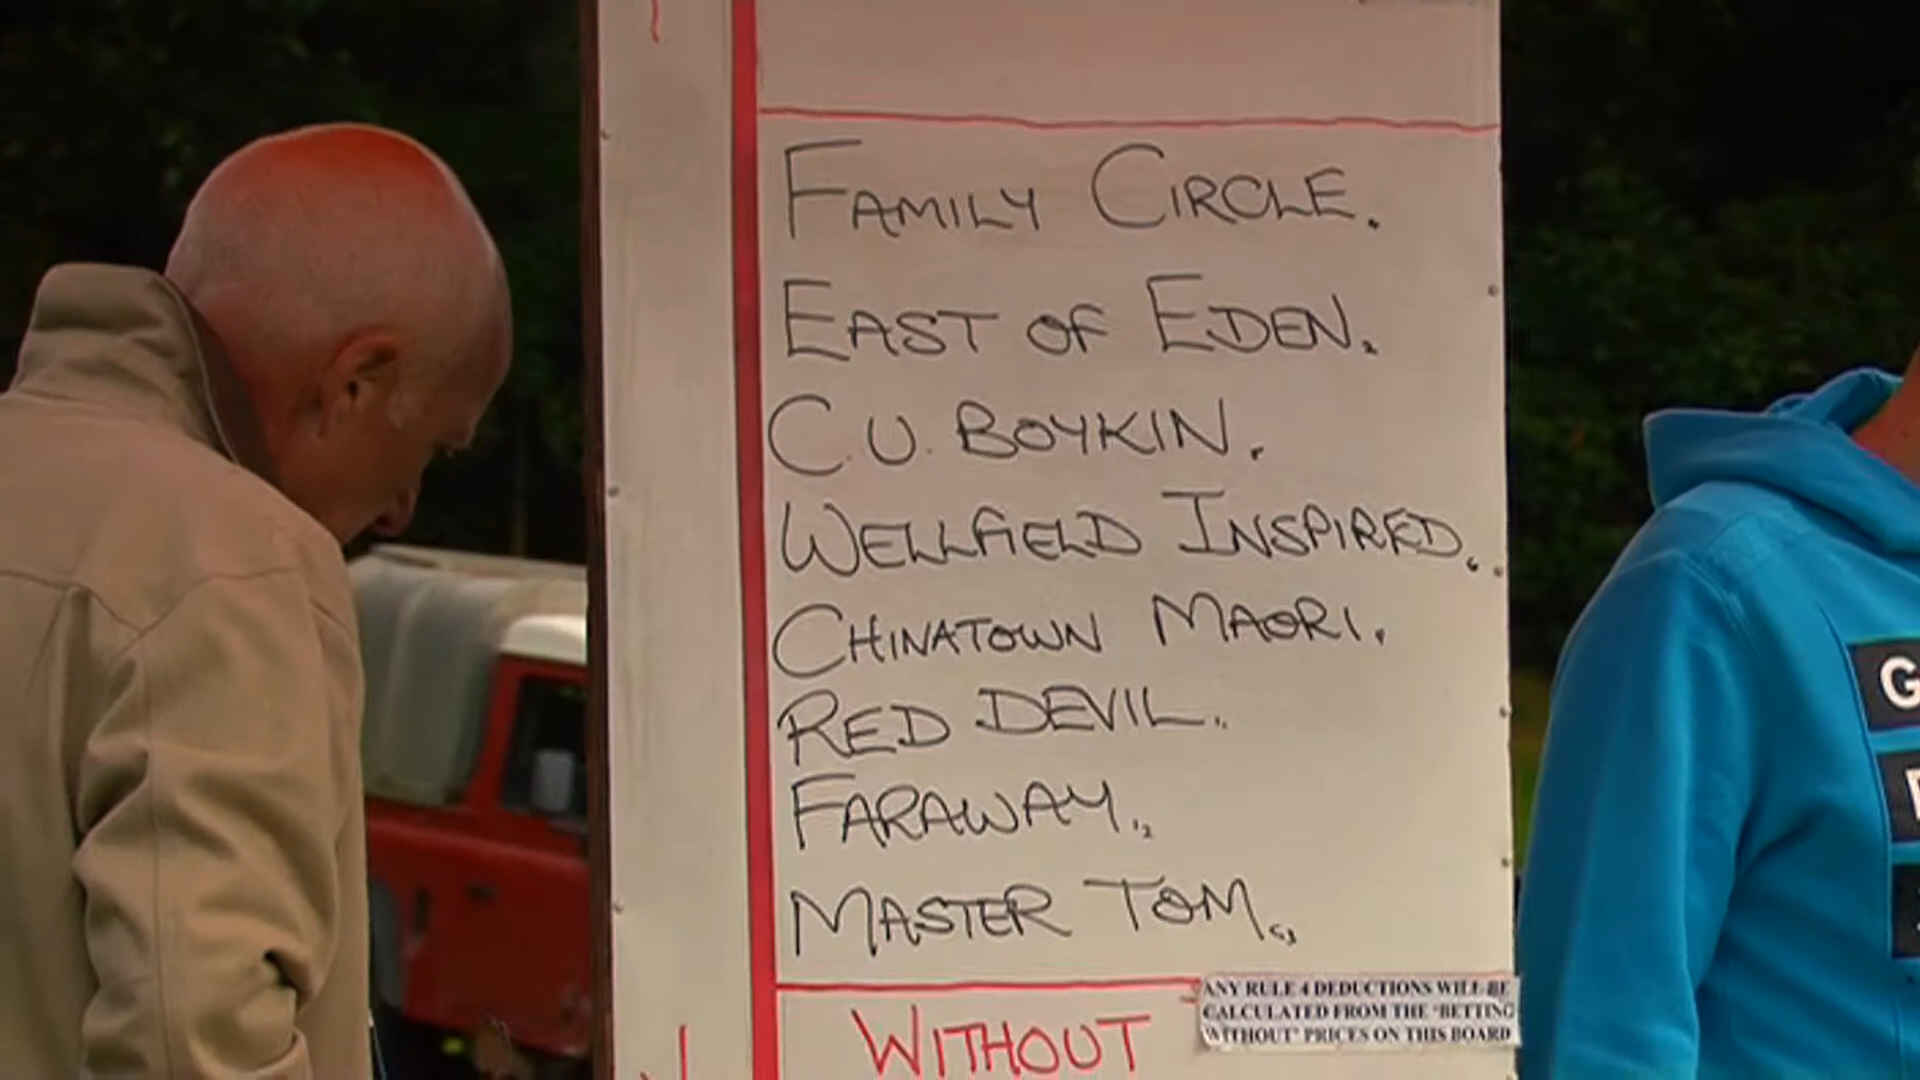 FAMILY CIRCLE.
EAST OF EDEN.
C.U. BOYKIN.
WELLFIELD INSPIRED.
CHINATOWN MAORI.
RED DEVIL.
FARAWAY.
MASTER TOM.
WITHOUT
ANY RULE 4 DEDUCTIONS WILL BE
CALCULATED FROM THE "BETTING
WITHOUT" PRICES ON THIS BOARD
G